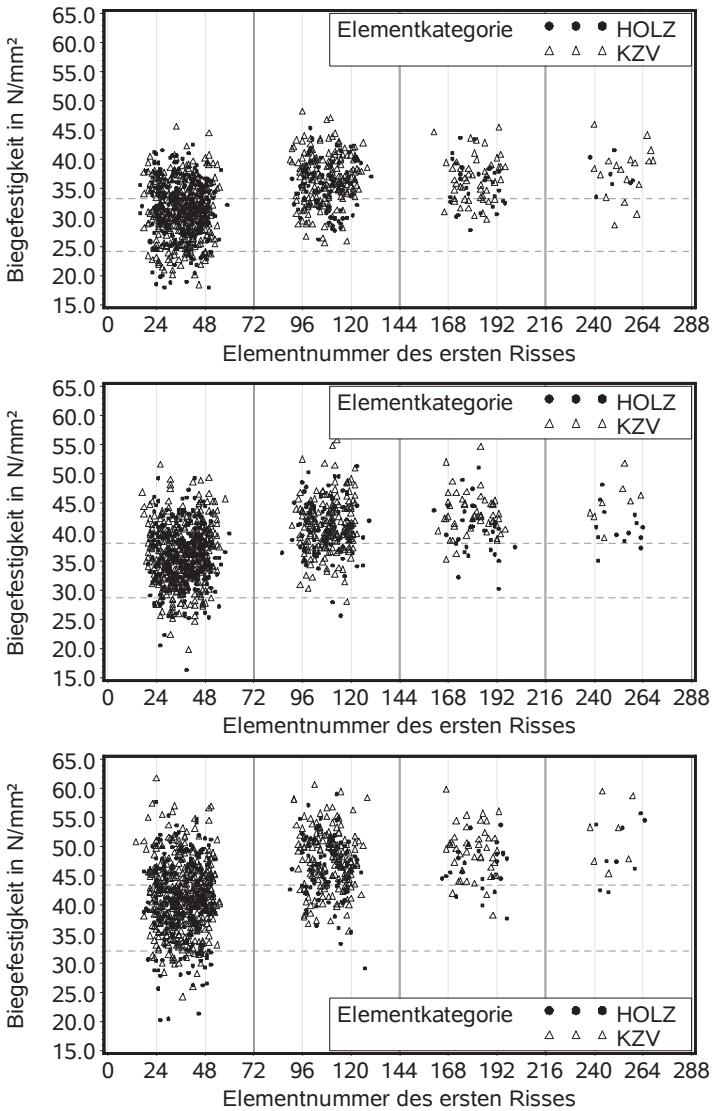 65.0
60.0
55.0
50.0
45.0
40.0
35.0
30.0
25.0
20.0
15.0
Biegefestigkeit in N/mm²
Elementkategorie HOLZ
KZV
0 24 48 72 96 120 144 168 192 216 240 264 288
Elementnummer des ersten Risses
65.0
60.0
55.0
50.0
45.0
40.0
35.0
30.0
25.0
20.0
15.0
Biegefestigkeit in N/mm²
Elementkategorie HOLZ
KZV
0 24 48 72 96 120 144 168 192 216 240 264 288
Elementnummer des ersten Risses
65.0
60.0
55.0
50.0
45.0
40.0
35.0
30.0
25.0
20.0
15.0
Biegefestigkeit in N/mm²
Elementkategorie HOLZ
KZV
0 24 48 72 96 120 144 168 192 216 240 264 288
Elementnummer des ersten Risses